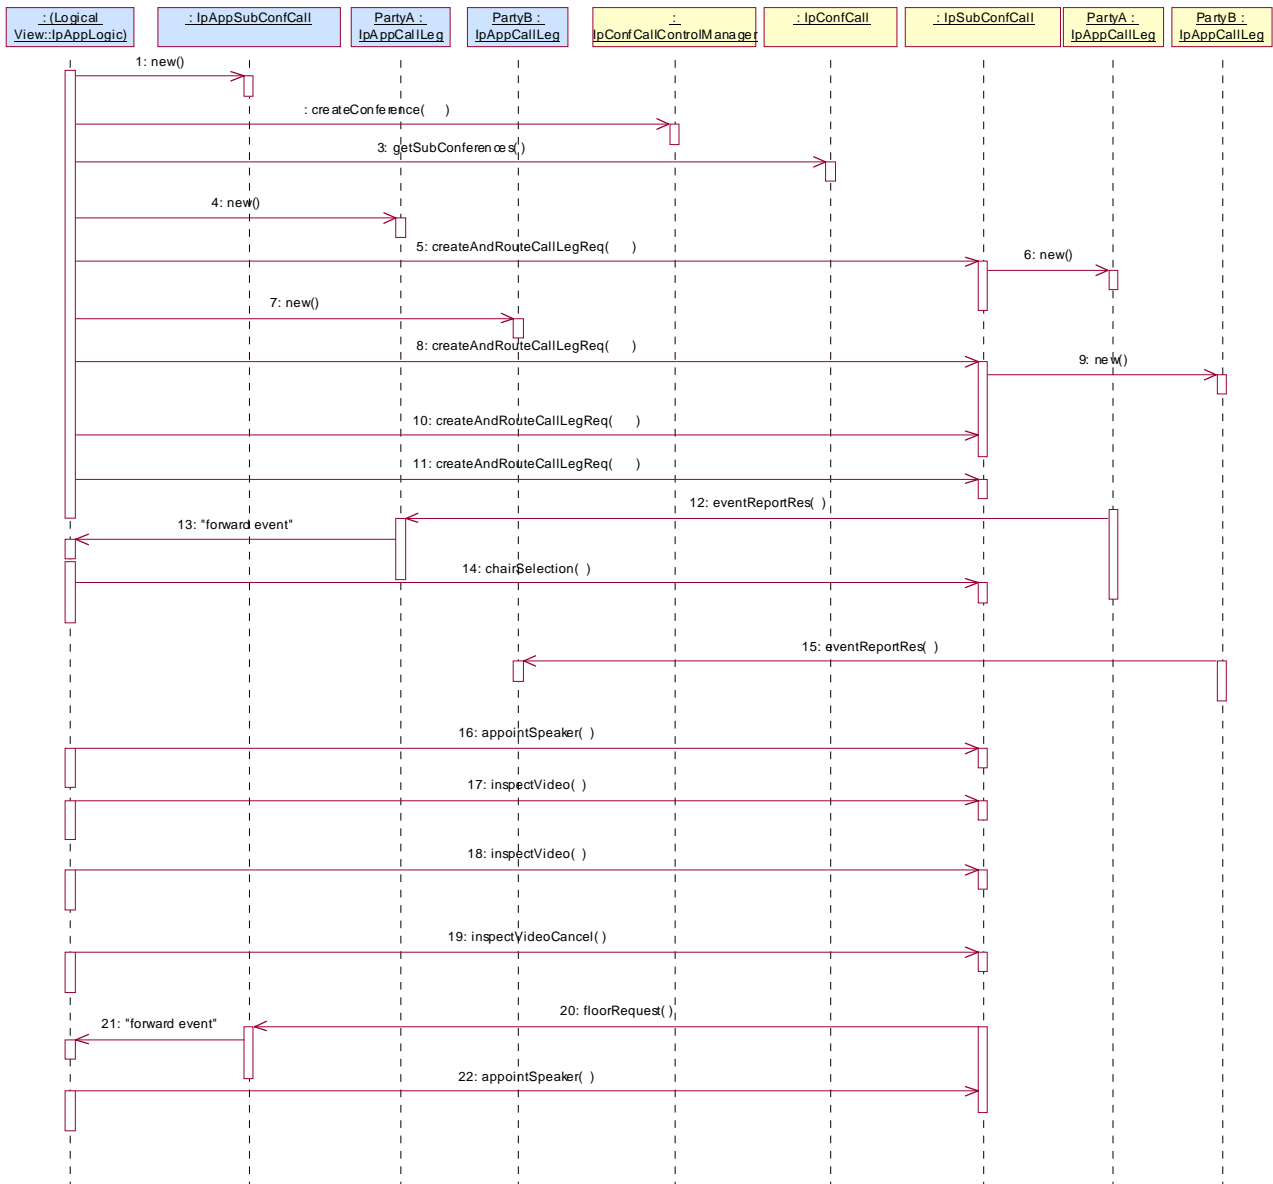 : (Logical
View::IpAppLogic)
: IpAppSubConfCall
PartyA :
IpAppCallLeg
PartyB :
IpAppCallLeg
:
IpConfCallControlManager
: IpConfCall
: IpSubConfCall
PartyA :
IpAppCallLeg
PartyB :
IpAppCallLeg
1: new()
: createConference( )
3: getSubConferences( )
4: new()
5: createAndRouteCallLegReq( )
6: new()
7: new()
8: createAndRouteCallLegReq( )
9: new()
10: createAndRouteCallLegReq( )
11: createAndRouteCallLegReq( )
12: eventReportRes( )
13: "forward event"
14: chairSelection( )
15: eventReportRes( )
16: appointSpeaker( )
17: inspectVideo( )
18: inspectVideo( )
19: inspectVideoCancel( )
20: floorRequest( )
21: "forward event"
22: appointSpeaker( )